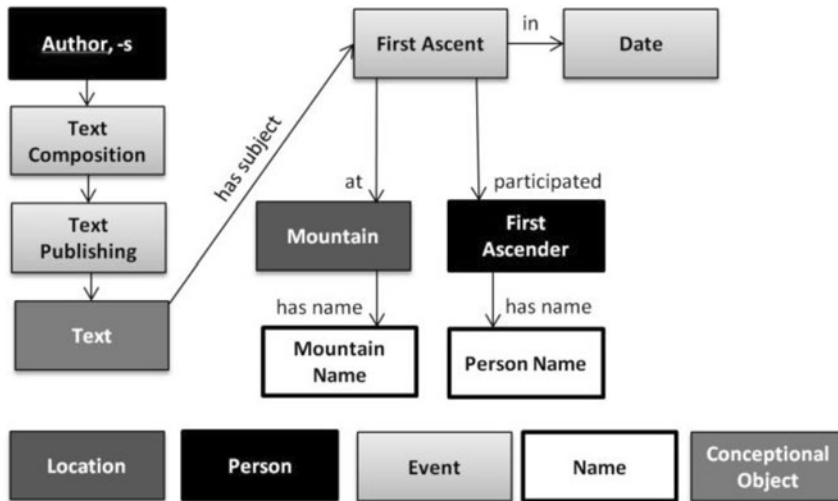 Author, -s
Text
Composition
Text
Publishing
Text
has subject
First Ascent
in
Date
at
participated
Mountain
First
Ascender
has name
has name
Mountain
Name
Person Name
Location
Person
Event
Name
Conceptional
Object